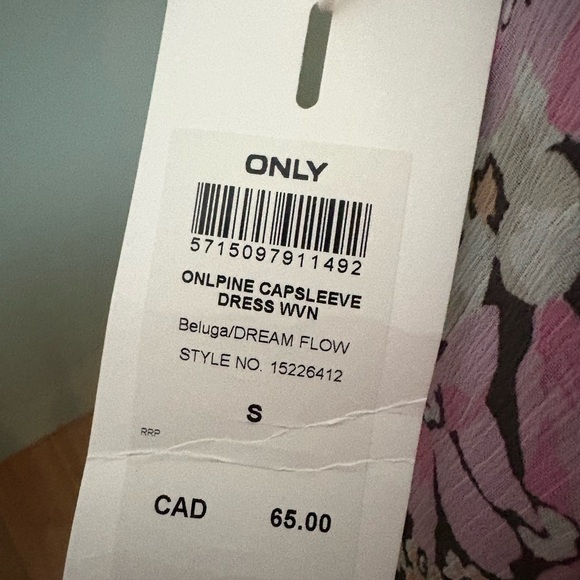 ONLY
5715097911492
ONLPINE CAPSLEEVE
DRESS WVN
Beluga/DREAM FLOW
STYLE NO. 15226412
S
RRP
CAD 65.00